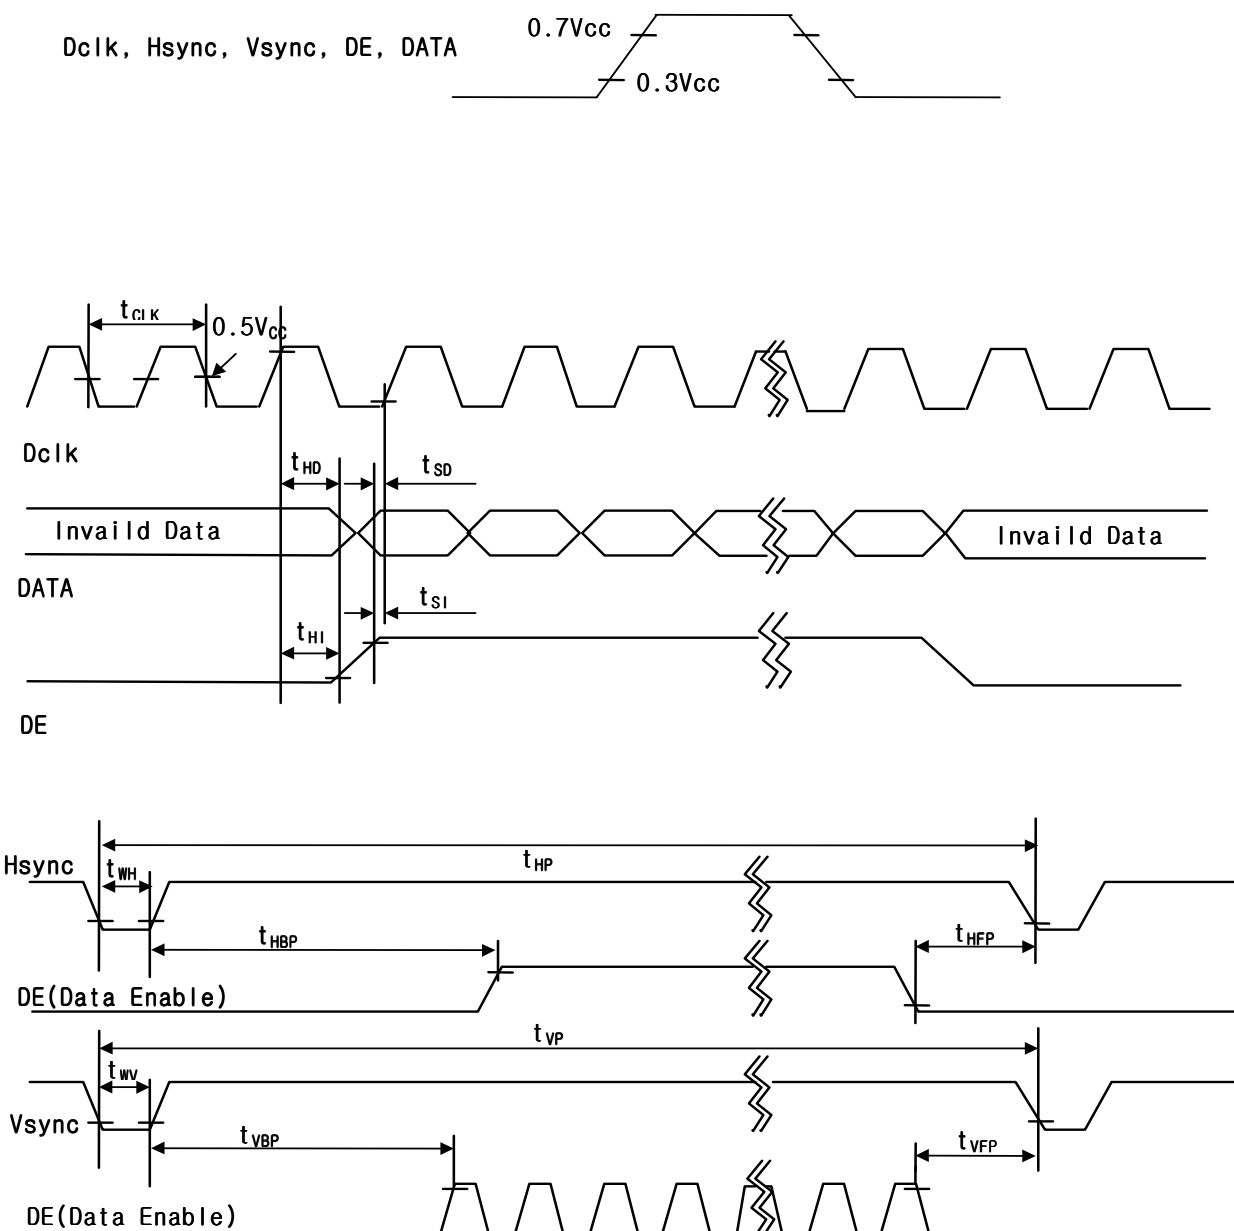 Dclk, Hsync, Vsync, DE, DATA
0.7Vcc
0.3Vcc
tCLK
0.5Vcc
Dclk
tHD
tSD
Invaild Data
Invaild Data
DATA
tSI
tHI
DE
Hsync
tWH
tHP
tHBP
tHFP
DE(Data Enable)
tVP
tWV
Vsync
tVBP
tVFP
DE(Data Enable)